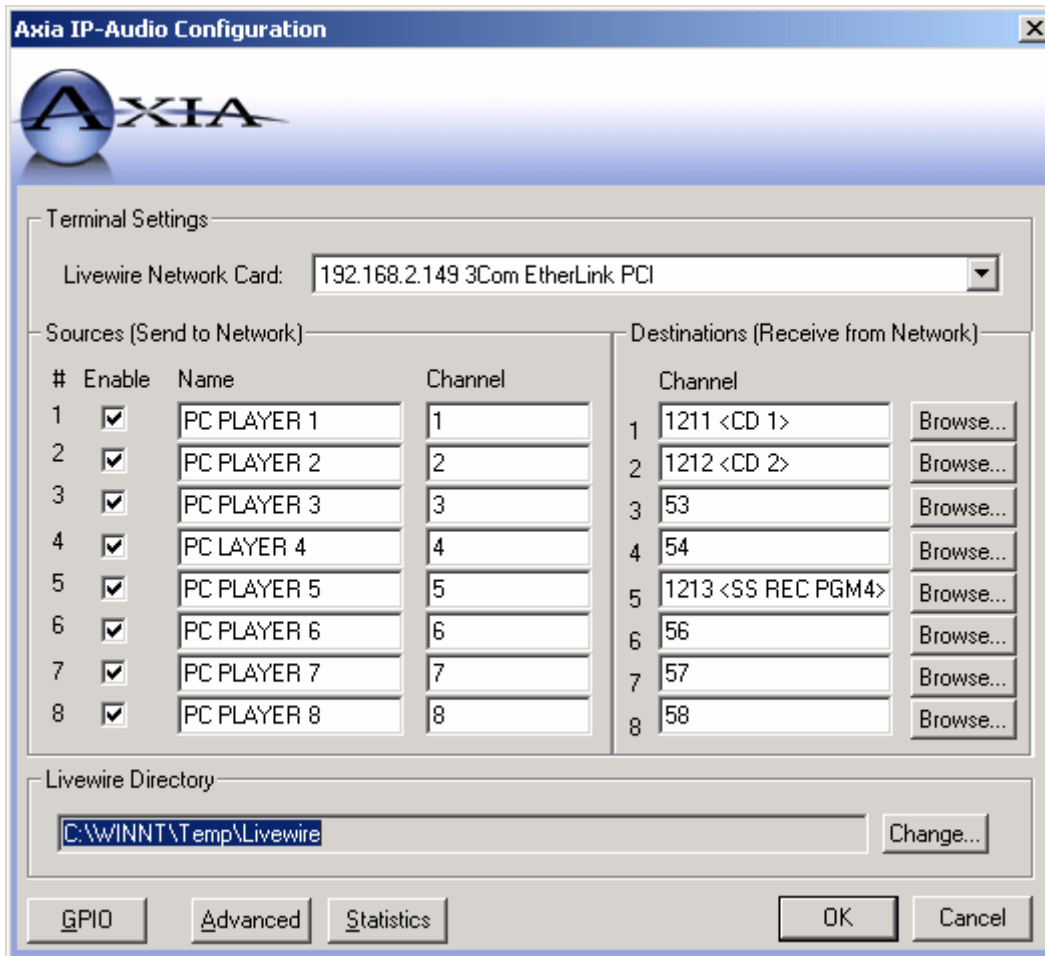 Axia IP-Audio Configuration
AXIA
Terminal Settings
Livewire Network Card: 192.168.2.149 3Com EtherLink PCI
Sources (Send to Network) Destinations (Receive from Network)
# Enable Name Channel Channel
1 PC PLAYER 1 1 1 1211 <CD 1> Browse...
2 PC PLAYER 2 2 2 1212 <CD 2> Browse...
3 PC PLAYER 3 3 3 53 Browse...
4 PC LAYER 4 4 4 54 Browse...
5 PC PLAYER 5 5 5 1213 <SS REC PGM4> Browse...
6 PC PLAYER 6 6 6 56 Browse...
7 PC PLAYER 7 7 7 57 Browse...
8 PC PLAYER 8 8 8 58 Browse...
Livewire Directory
C:\WINNT\Temp\Livewire Change...
GPIO Advanced Statistics OK Cancel